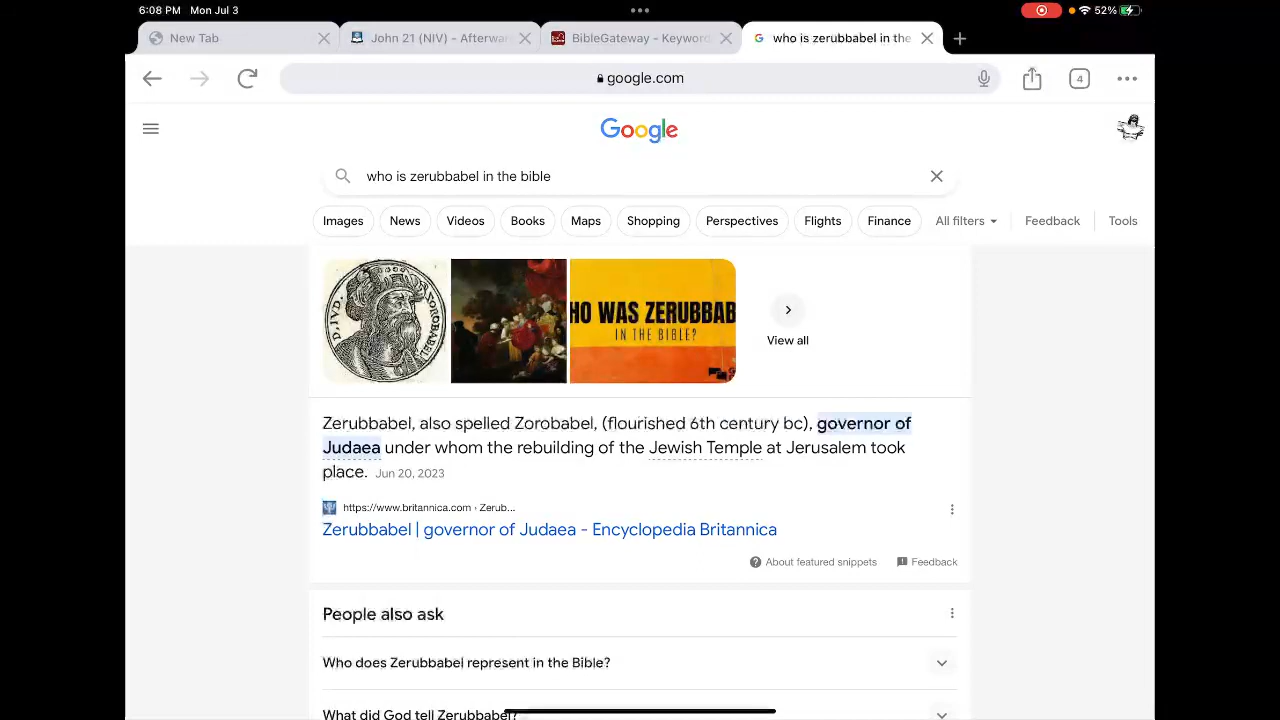 6:08 PM Mon Jul 3
52%
New Tab
John 21 (NIV) - Afterwar
BibleGateway - Keywor
who is zerubbabel in the
google.com
4
Google
who is zerubbabel in the bible
Images
News
Videos
Books
Maps
Shopping
Perspectives
Flights
Finance
All filters
Feedback
Tools
HO WAS ZERUBBAB
IN THE BIBLE?
View all
Zerubbabel, also spelled Zorobabel, (flourished 6th century bc), governor of
Judaea under whom the rebuilding of the Jewish Temple at Jerusalem took
place. Jun 20, 2023
https://www.britannica.com › Zerub...
Zerubbabel | governor of Judaea - Encyclopedia Britannica
About featured snippets
Feedback
People also ask
Who does Zerubbabel represent in the Bible?
What did God tell Zerubbabel?